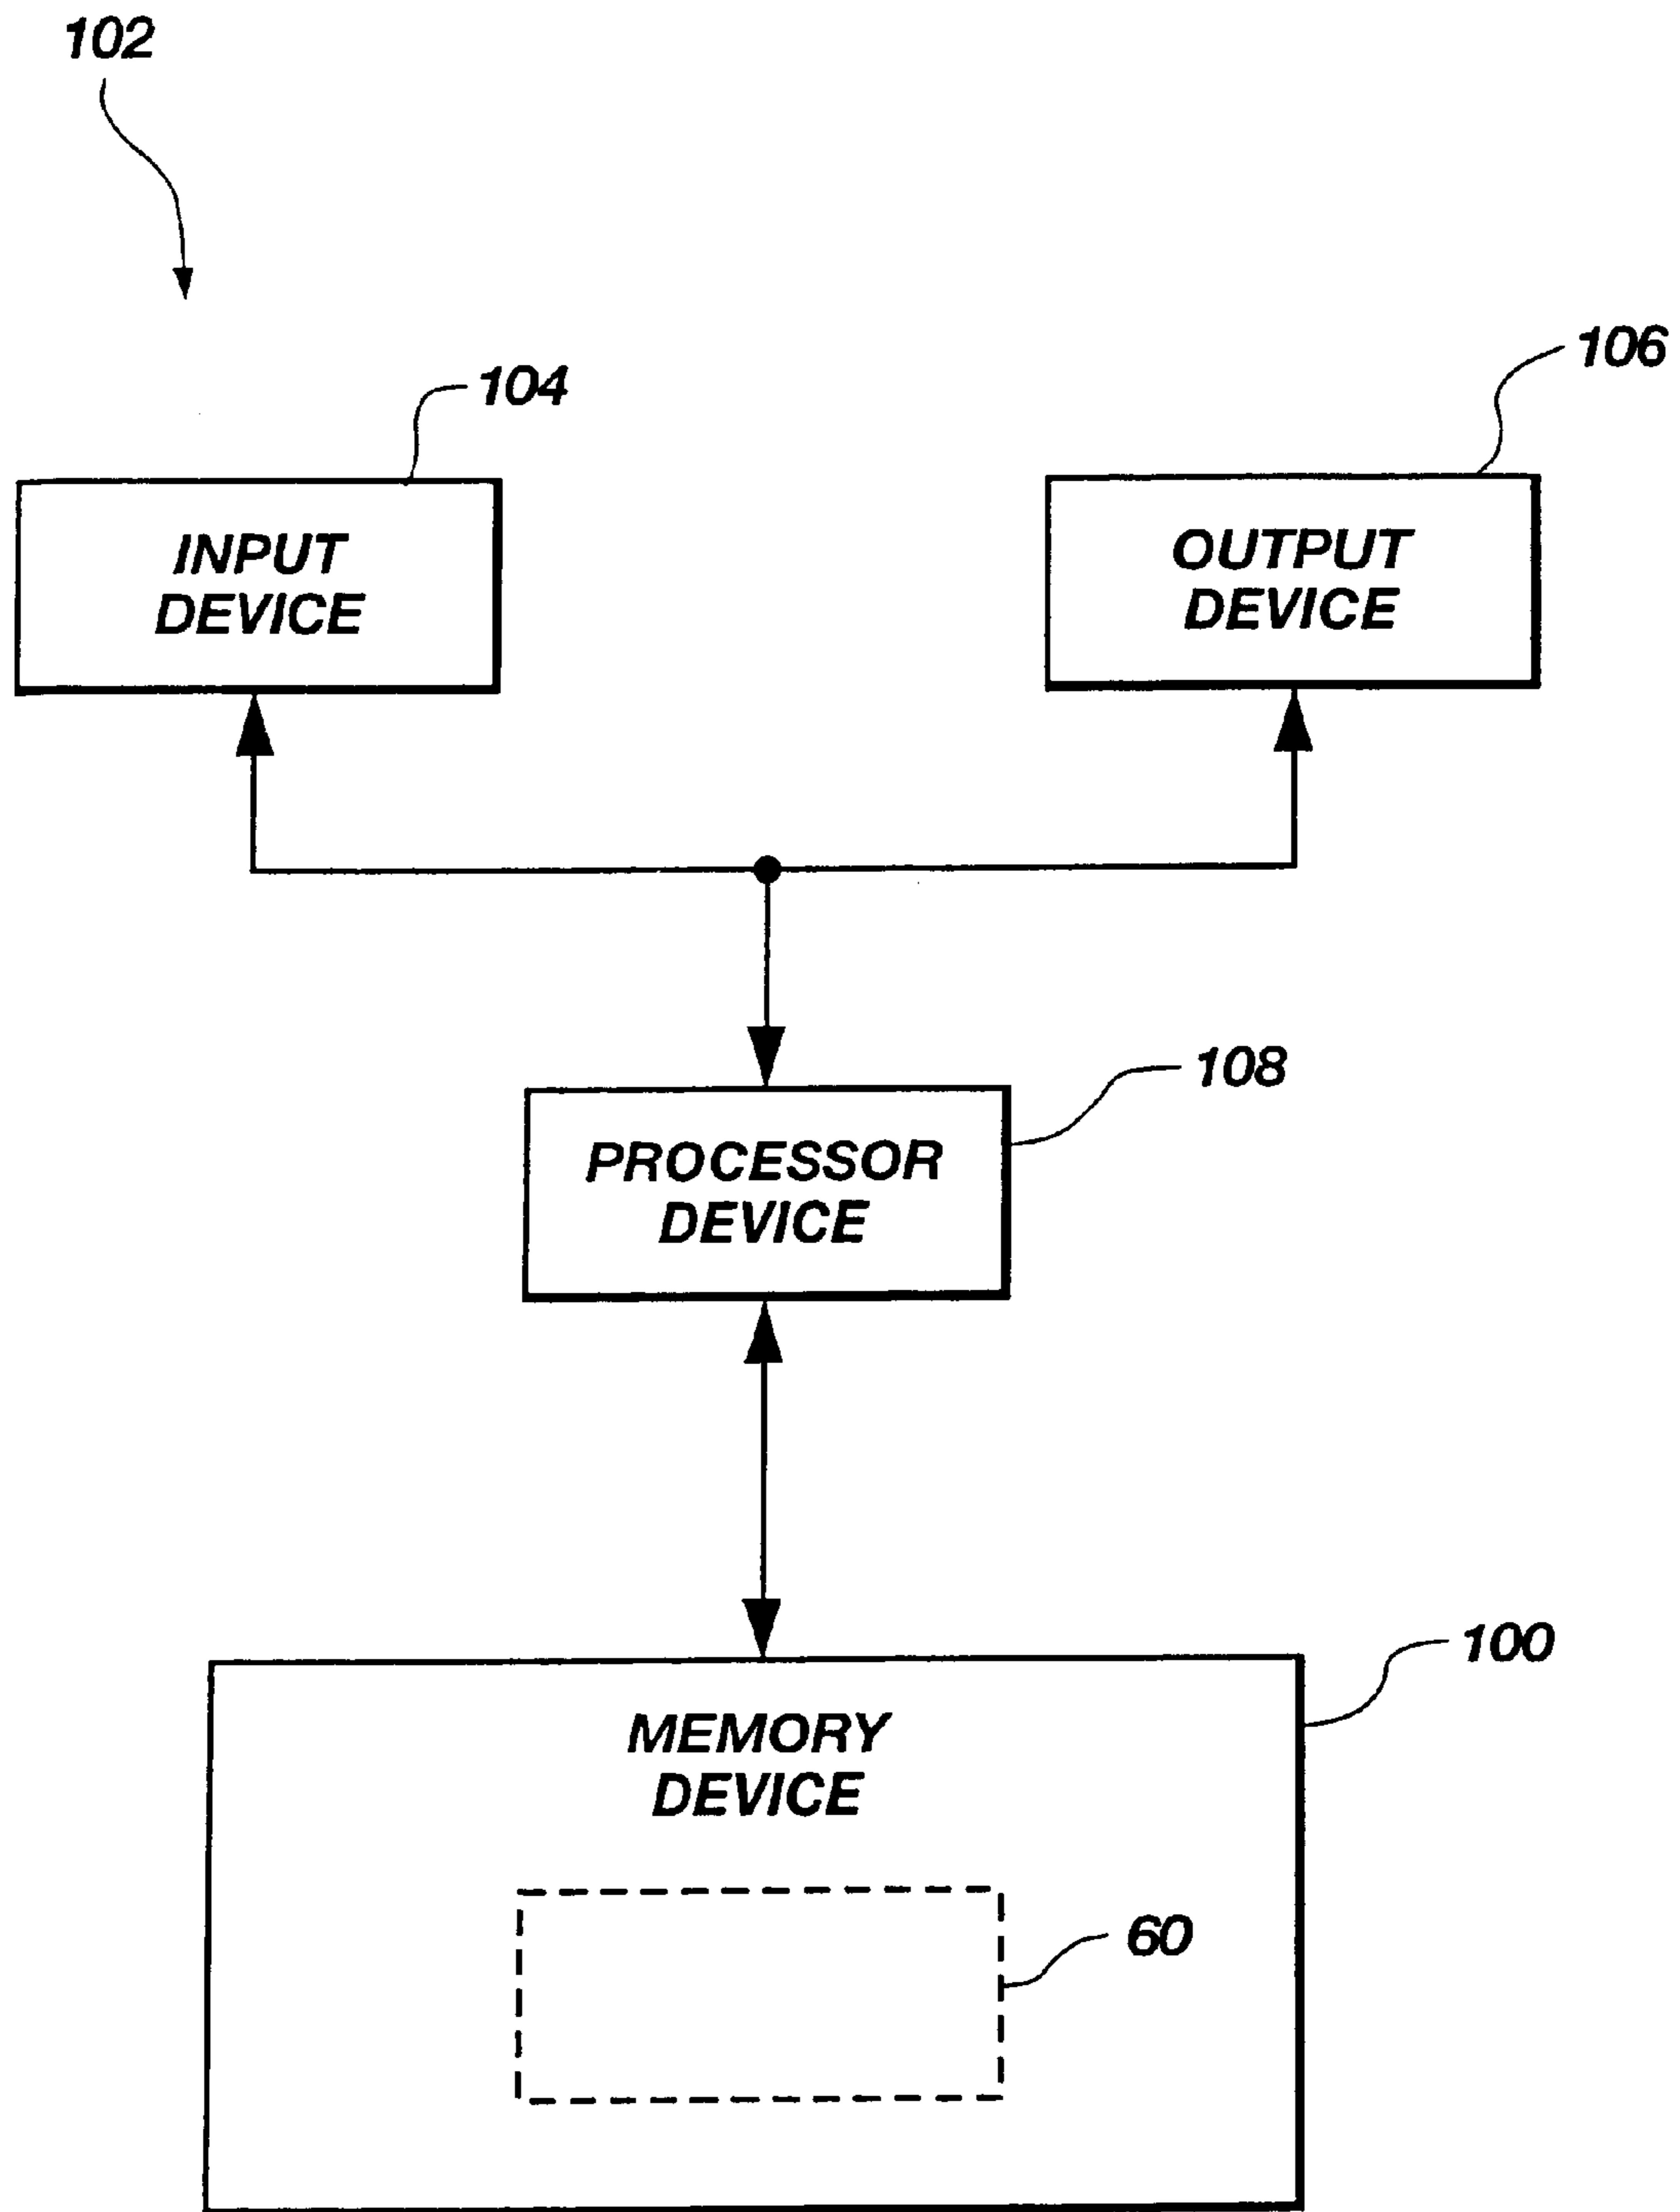 102
104
106
INPUT
DEVICE
OUTPUT
DEVICE
108
PROCESSOR
DEVICE
100
MEMORY
DEVICE
60